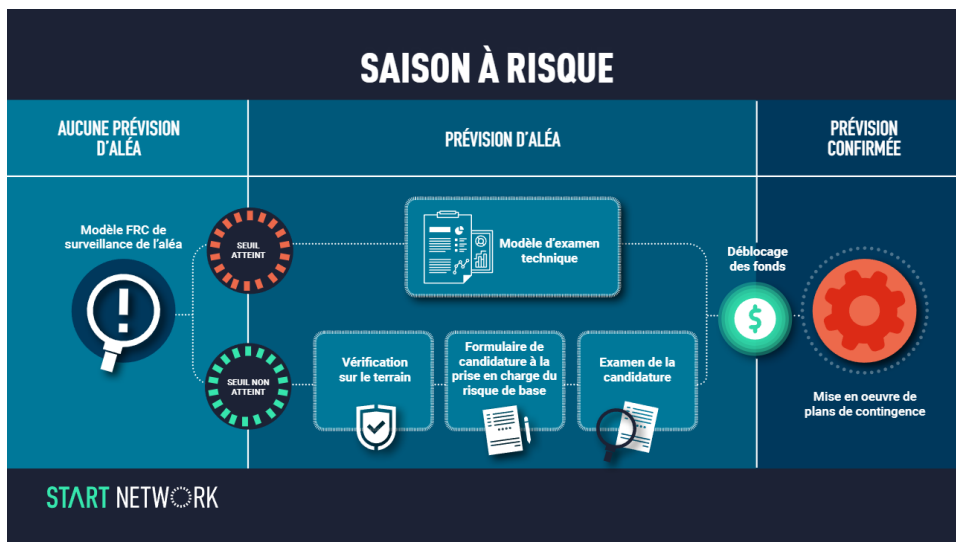 SAISON À RISQUE
AUCUNE PRÉVISION
D'ALÉA
PRÉVISION D'ALÉA
PRÉVISION
CONFIRMÉE
Modèle FRC de
surveillance de l'aléa
SEUIL
ATTEINT
Modèle d'examen
technique
SEUIL NON
ATTEINT
Vérification
sur le terrain
Formulaire de
candidature à la
prise en charge du
risque de base
Examen de la
candidature
Déblocage
des fonds
$
Mise en oeuvre de
plans de contingence
START NETWORK